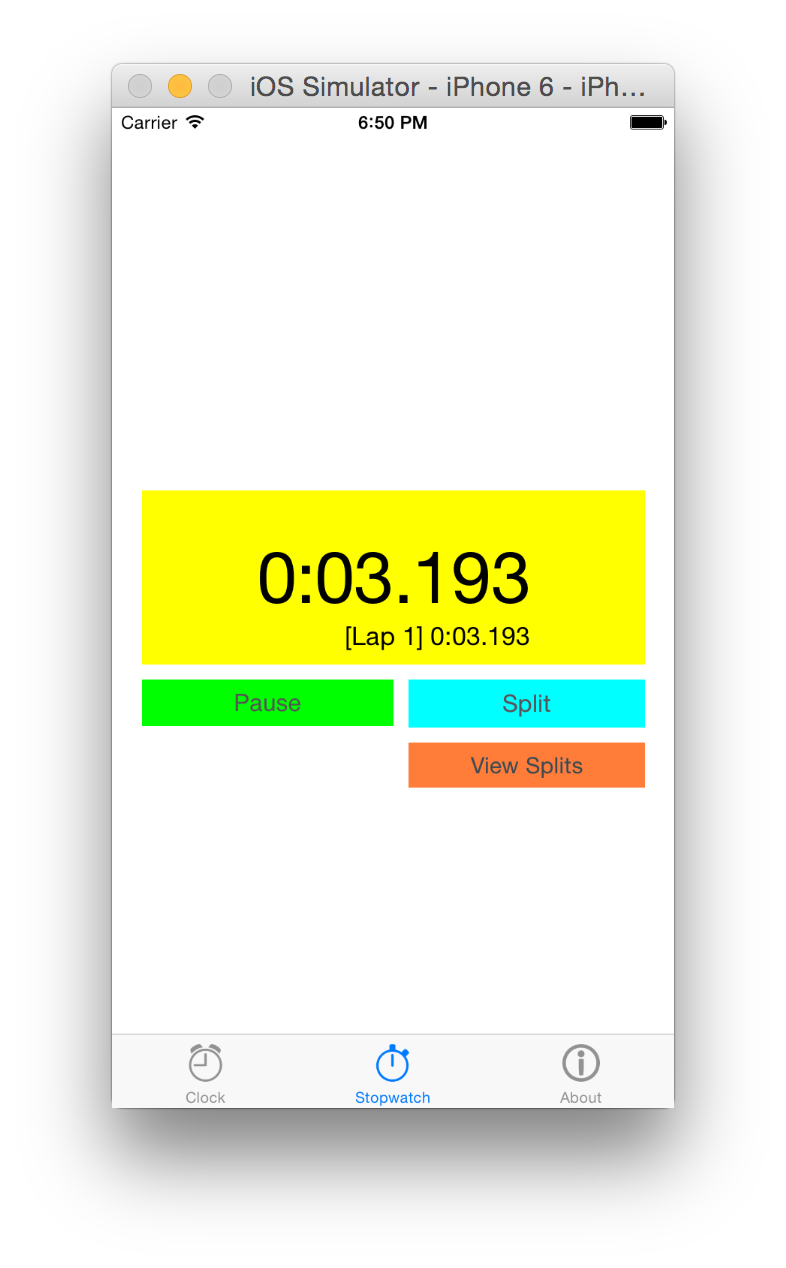 iOS Simulator - iPhone 6 - iPh...
Carrier 6:50 PM
0:03.193
[Lap 1] 0:03.193
Pause Split
View Splits
Clock Stopwatch About